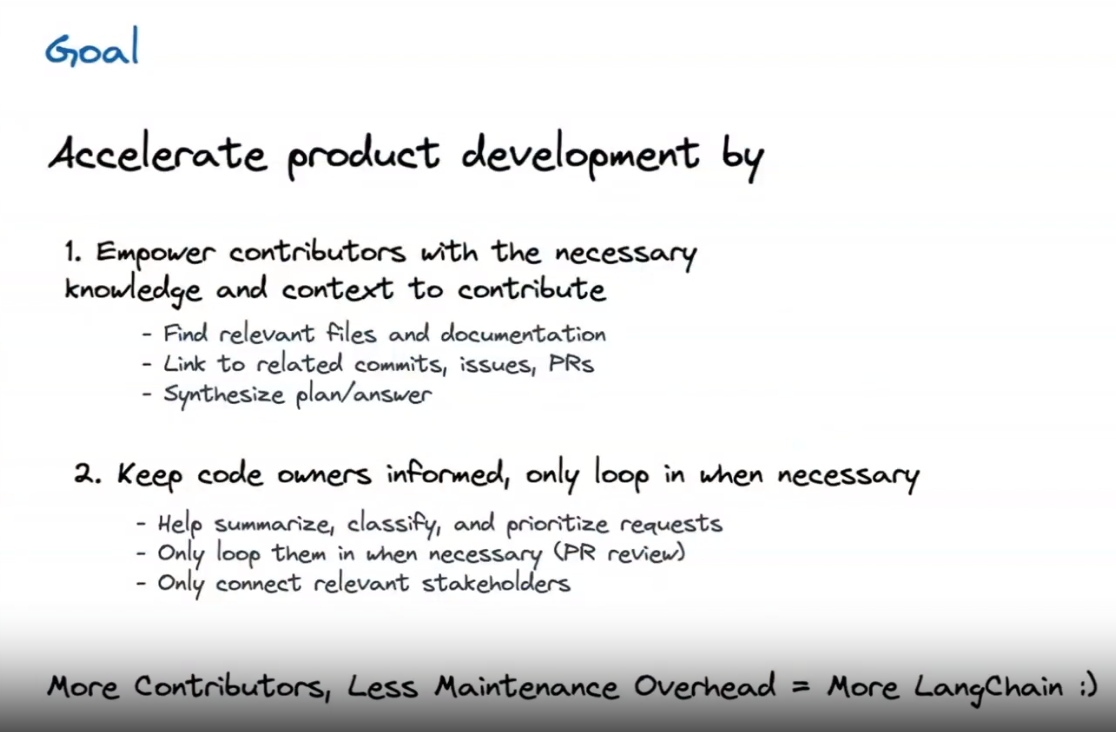 Goal
Accelerate product development by
1. Empower contributors with the necessary
knowledge and context to contribute
- Find relevant files and documentation
- Link to related commits, issues, PRs
- Synthesize plan/answer
2. Keep code owners informed, only loop in when necessary
- Help summarize, classify, and prioritize requests
- Only loop them in when necessary (PR review)
- Only connect relevant stakeholders
More Contributors, Less Maintenance Overhead = More LangChain :)